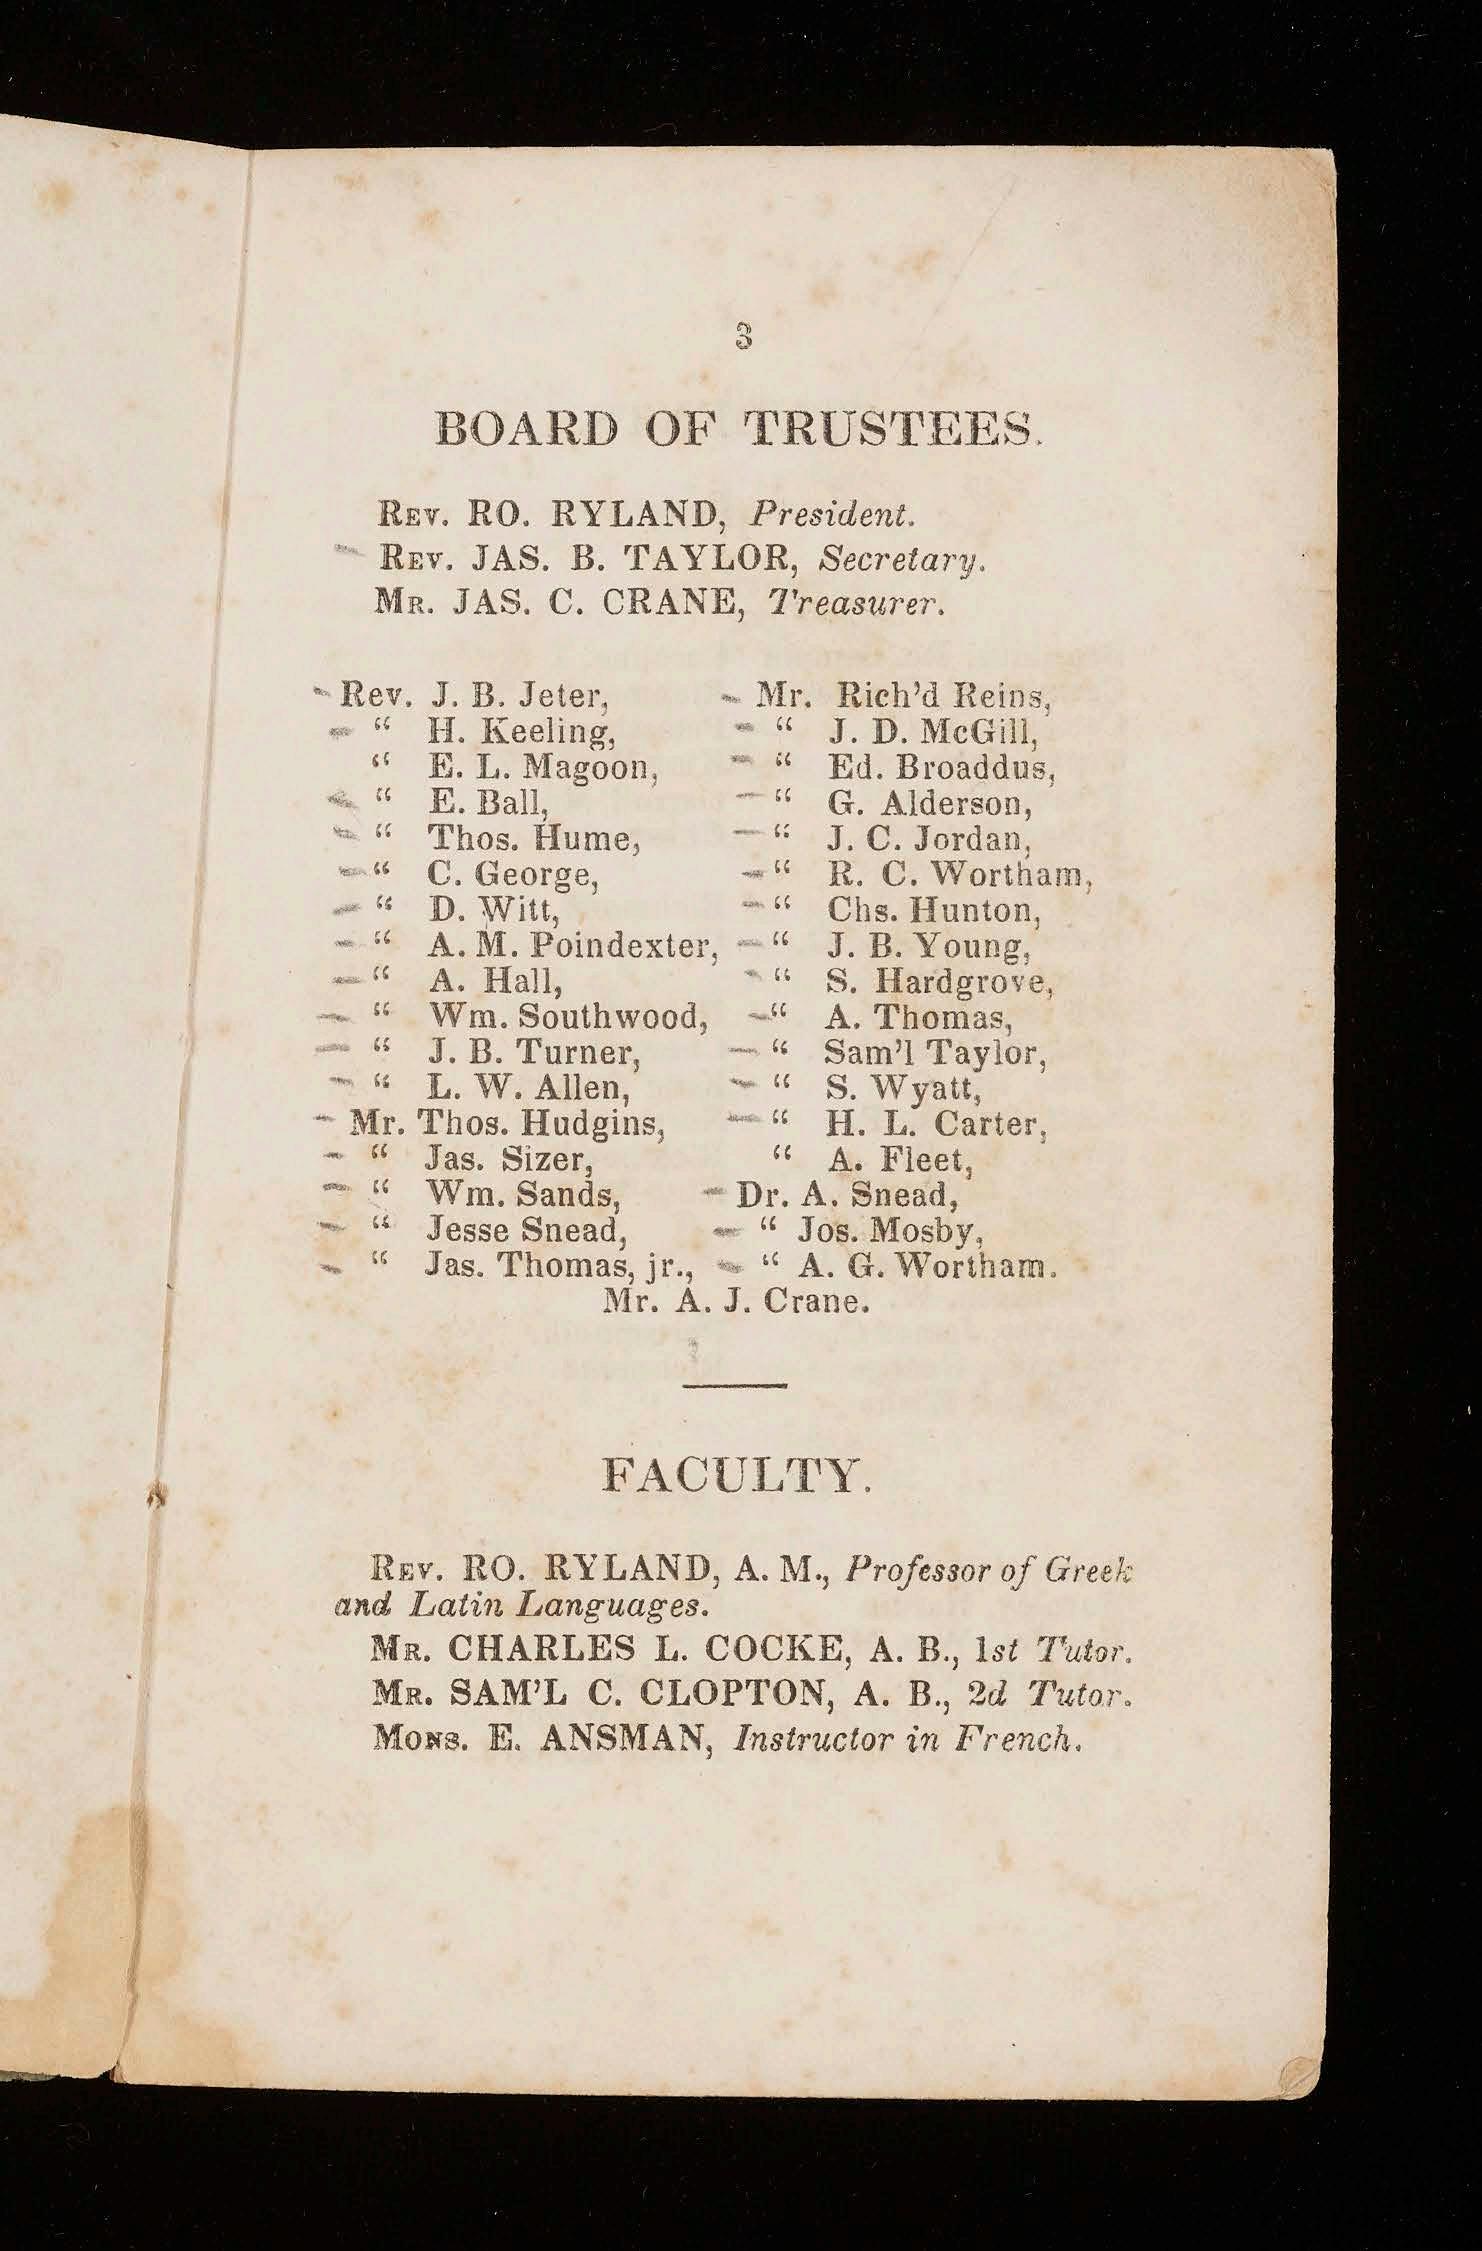 3
BOARD OF TRUSTEES.
REV. RO. RYLAND, President.
REV. JAS. B. TAYLOR, Secretary.
MR. JAS. C. CRANE, Treasurer.
Rev. J. B. Jeter,
“ H. Keeling,
“ E. L. Magoon,
“ E. Ball,
“ Thos. Hume,
“ C. George,
“ D. Witt,
“ A. M. Poindexter,
“ A. Hall,
“ Wm. Southwood,
“ J. B. Turner,
“ L. W. Allen,
Mr. Thos. Hudgins,
“ Jas. Sizer,
“ Wm. Sands,
“ Jesse Snead,
“ Jas. Thomas, jr.,
Mr. Rich’d Reins,
“ J. D. McGill,
“ Ed. Broaddus,
“ G. Alderson,
“ J. C. Jordan,
“ R. C. Wortham,
“ Chs. Hunton,
“ J. B. Young,
“ S. Hardgrove,
“ A. Thomas,
“ Sam’l Taylor,
“ S. Wyatt,
“ H. L. Carter,
“ A. Fleet,
Dr. A. Snead,
“ Jos. Mosby,
“ A. G. Wortham.
Mr. A. J. Crane.
FACULTY.
REV. RO. RYLAND, A. M., Professor of Greek
and Latin Languages.
MR. CHARLES L. COCKE, A. B., 1st Tutor.
MR. SAM’L C. CLOPTON, A. B., 2d Tutor.
MONS. E. ANSMAN, Instructor in French.